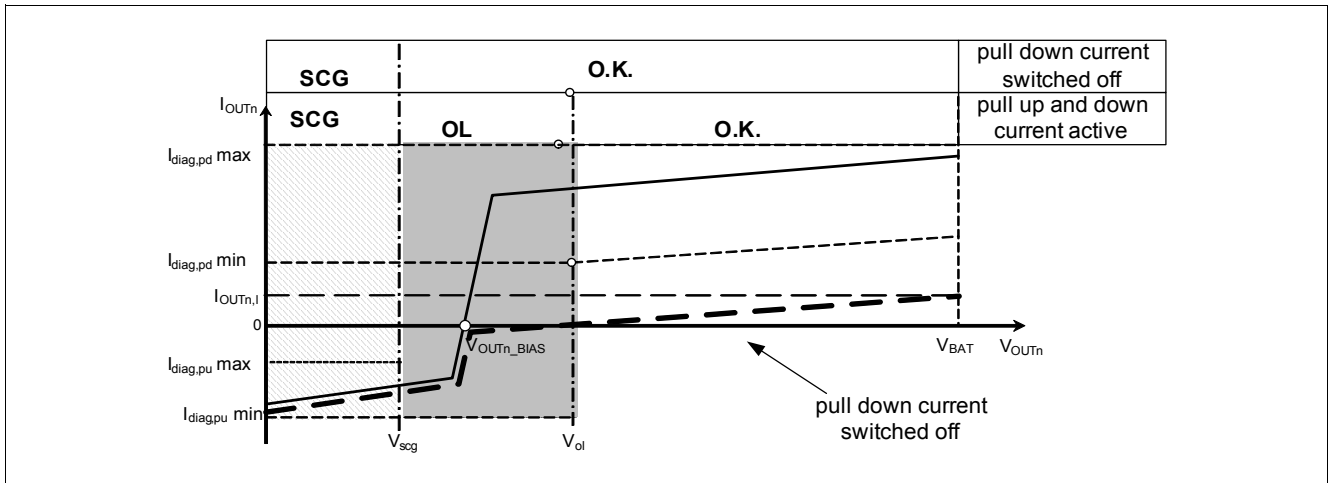 SCG
O.K.
pull down current
switched off
I_OUTn
SCG
OL
O.K.
pull up and down
current active
I_diag,pd max
I_diag,pd min
I_OUTn,l
0
V_OUTn_BIAS
V_BAT
V_OUTn
I_diag,pu max
I_diag,pu min
pull down current
switched off
V_scg
V_ol